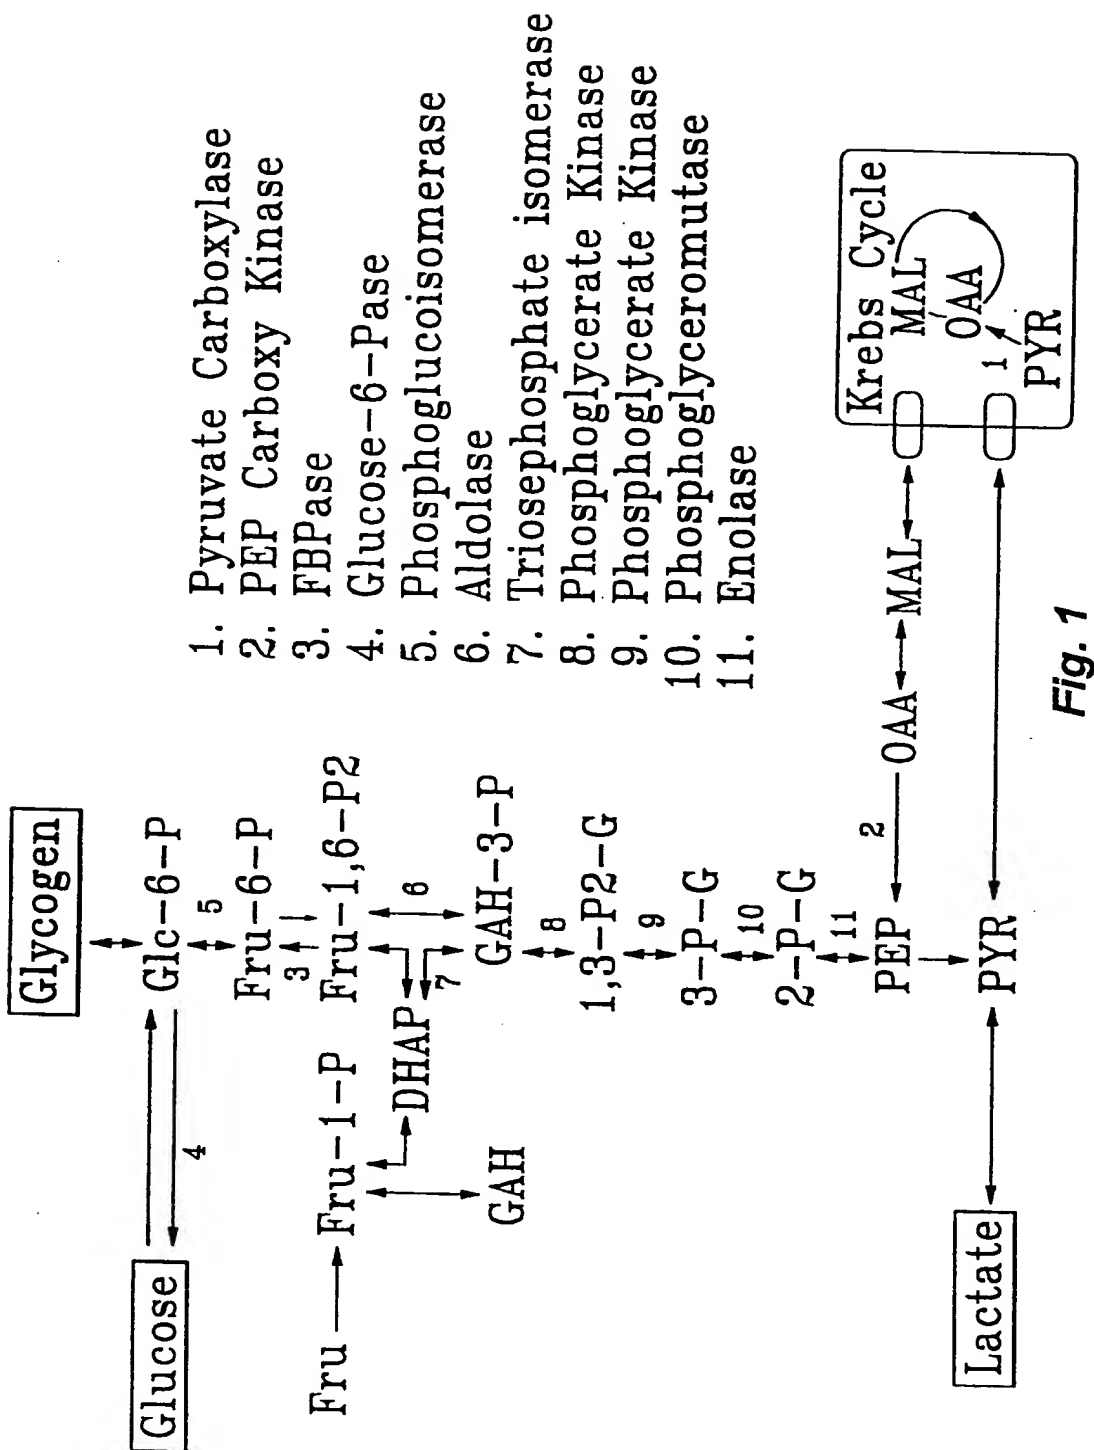 Glycogen
Glucose
Glc-6-P
4
5
Fru-6-P
3
Fru
Fru-1-P
Fru-1,6-P2
DHAP
6
7
GAH
GAH-3-P
8
1,3-P2-G
9
3-P-G
10
2-P-G
11
PEP
2
OAA
MAL
Lactate
PYR
Krebs Cycle
MAL
OAA
1
PYR
1. Pyruvate Carboxylase
2. PEP Carboxy Kinase
3. FBPase
4. Glucose-6-Pase
5. Phosphoglucoisomerase
6. Aldolase
7. Triosephosphate isomerase
8. Phosphoglycerate Kinase
9. Phosphoglycerate Kinase
10. Phosphoglyceromutase
11. Enolase
Fig. 1